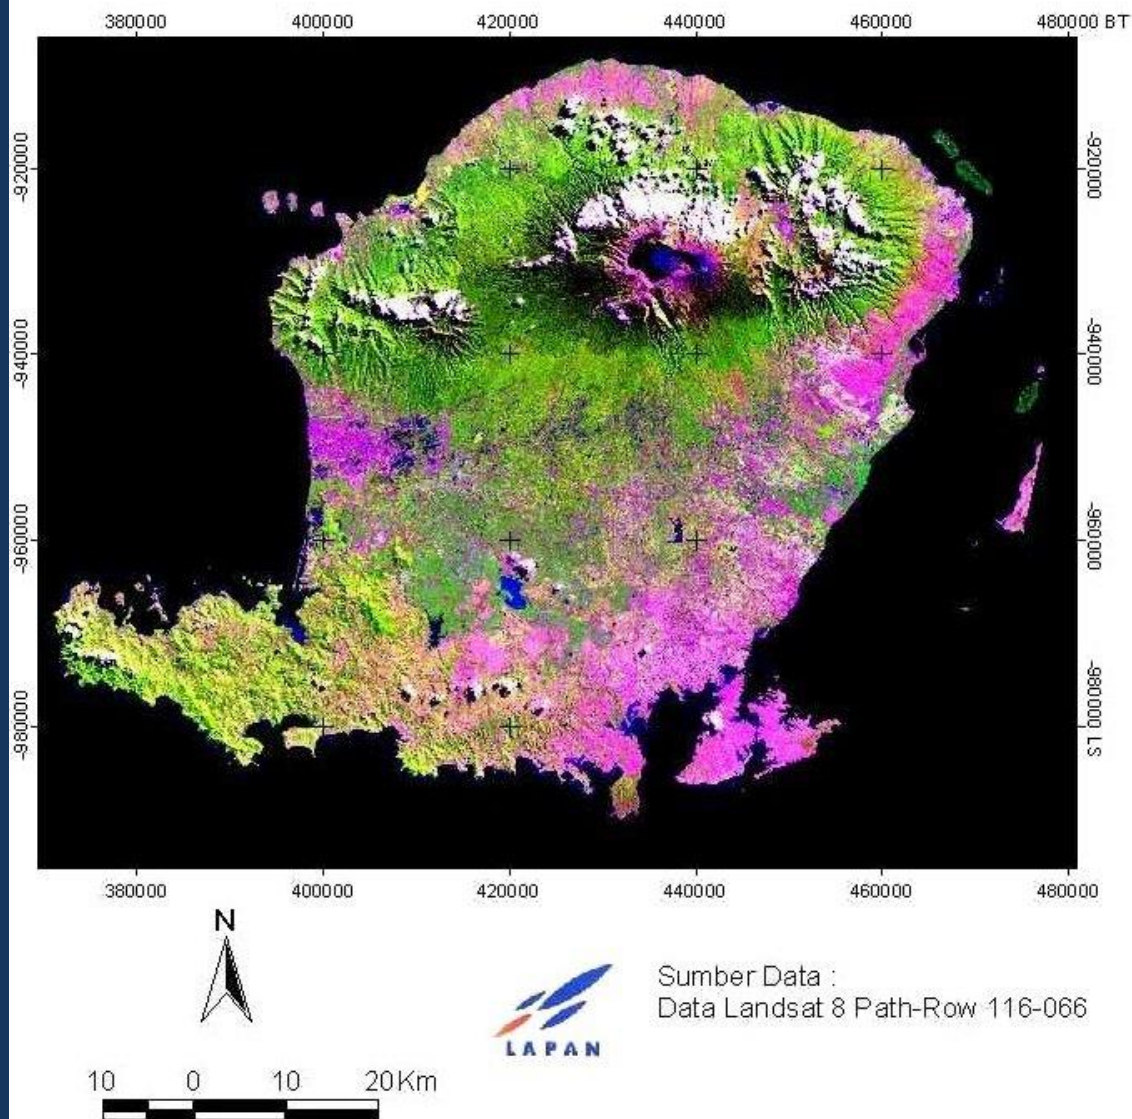 380000 400000 420000 440000 460000 480000 BT
-920000 -920000
-940000 -940000
-960000 -960000
-980000 -980000 LS
380000 400000 420000 440000 460000 480000
N
Sumber Data :
Data Landsat 8 Path-Row 116-066
LAPAN
10 0 10 20Km